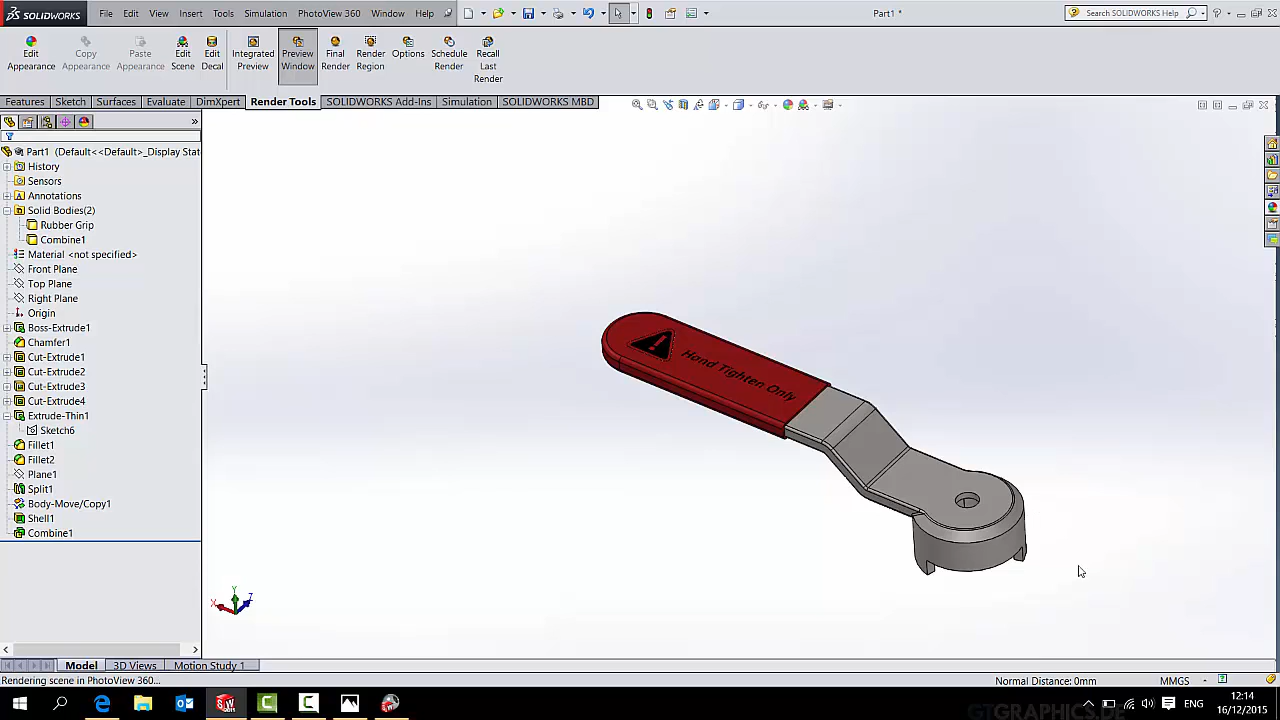 SOLIDWORKS File Edit View Insert Tools Simulation PhotoView 360 Window Help Part1 * Search SOLIDWORKS Help
Edit Appearance
Copy Appearance
Paste Appearance
Edit Scene
Edit Decal
Integrated Preview
Preview Window
Final Render
Render Region
Options
Schedule Render
Recall Last Render
Features Sketch Surfaces Evaluate DimXpert Render Tools SOLIDWORKS Add-Ins Simulation SOLIDWORKS MBD
Part1 (Default<<Default>_Display Stat
History
Sensors
Annotations
Solid Bodies(2)
Rubber Grip
Combine1
Material <not specified>
Front Plane
Top Plane
Right Plane
Origin
Boss-Extrude1
Chamfer1
Cut-Extrude1
Cut-Extrude2
Cut-Extrude3
Cut-Extrude4
Extrude-Thin1
Sketch6
Fillet1
Fillet2
Plane1
Split1
Body-Move/Copy1
Shell1
Combine1
! Hand Tighten Only
Y
X Z
Model 3D Views Motion Study 1
Rendering scene in PhotoView 360... Normal Distance: 0mm MMGS
ENG 12:14
16/12/2015
GTGRAPHICS.DE